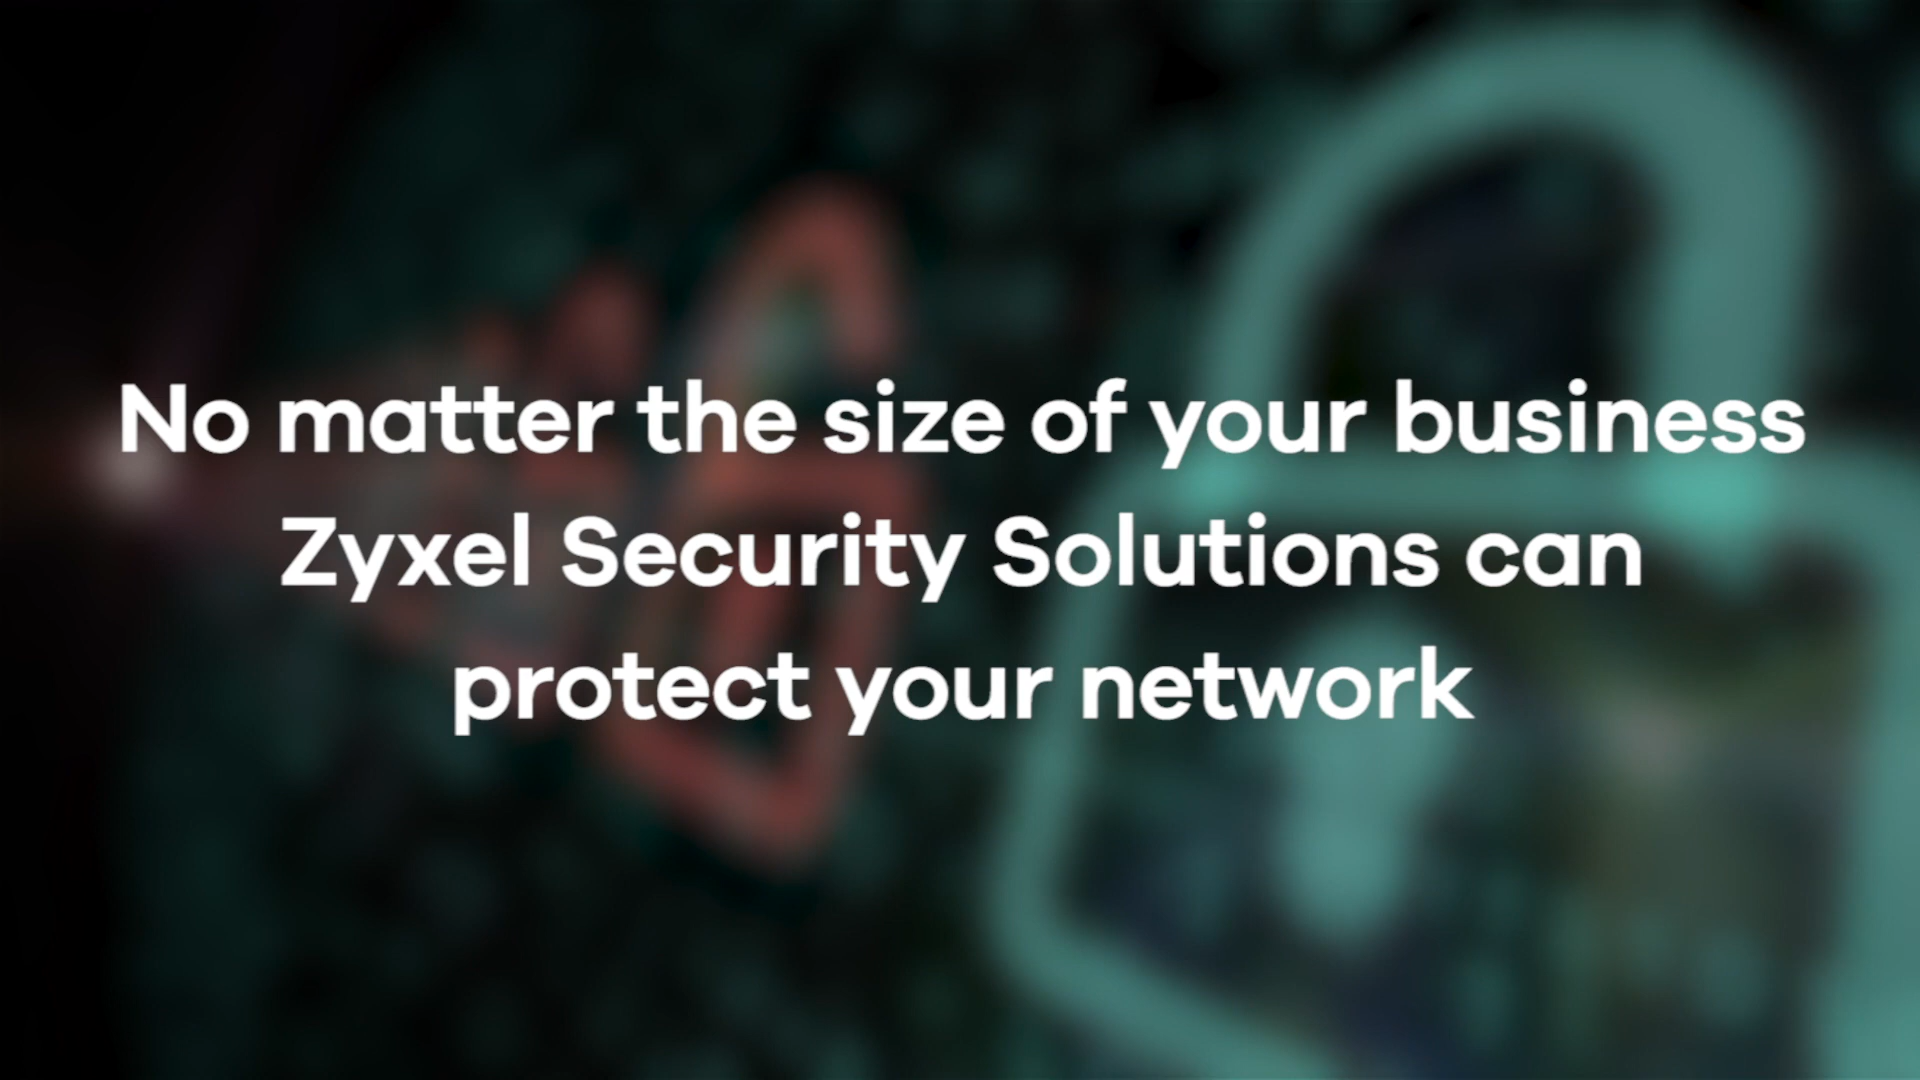 No matter the size of your business
Zyxel Security Solutions can
protect your network